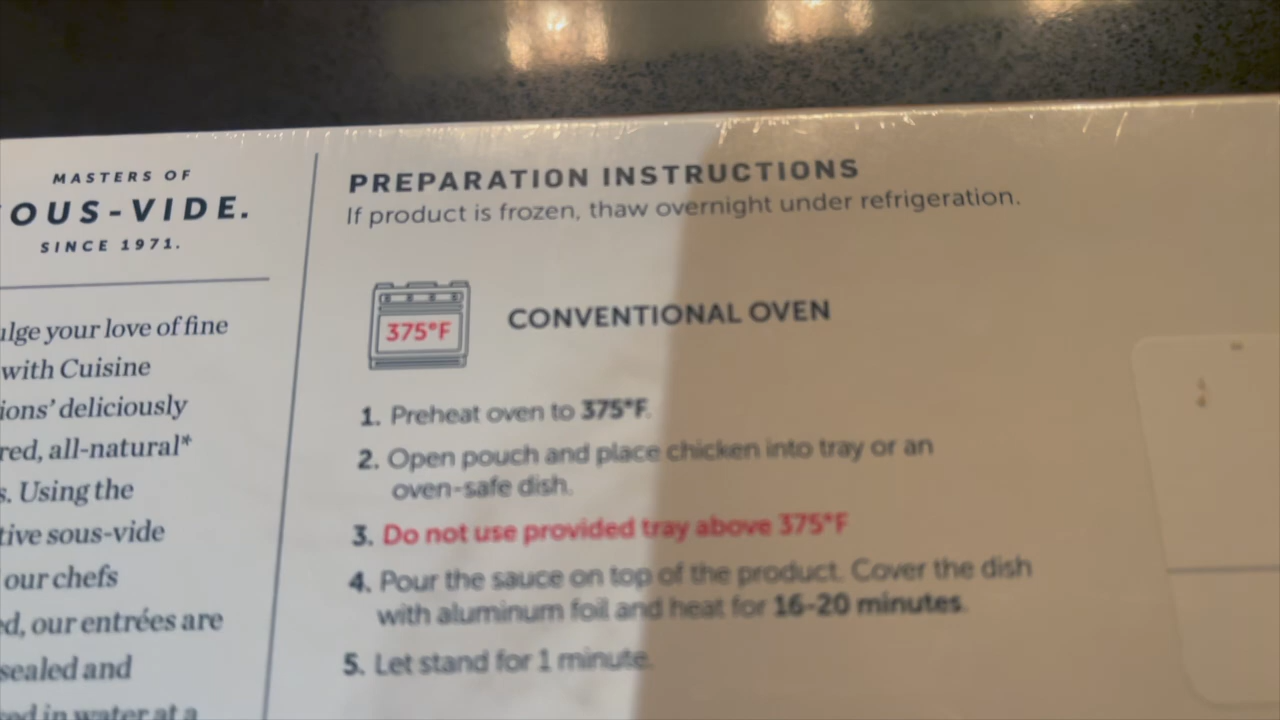 MASTERS OF
OUS-VIDE.
SINCE 1971.
ulge your love of fine
with Cuisine
ions' deliciously
red, all-natural*
s. Using the
tive sous-vide
our chefs
ed, our entrées are
sealed and
ed in water at a
PREPARATION INSTRUCTIONS
If product is frozen, thaw overnight under refrigeration.
375°F
CONVENTIONAL OVEN
1. Preheat oven to 375°F.
2. Open pouch and place chicken into tray or an
oven-safe dish.
3. Do not use provided tray above 375°F
4. Pour the sauce on top of the product. Cover the dish
with aluminum foil and heat for 16-20 minutes.
5. Let stand for 1 minute.